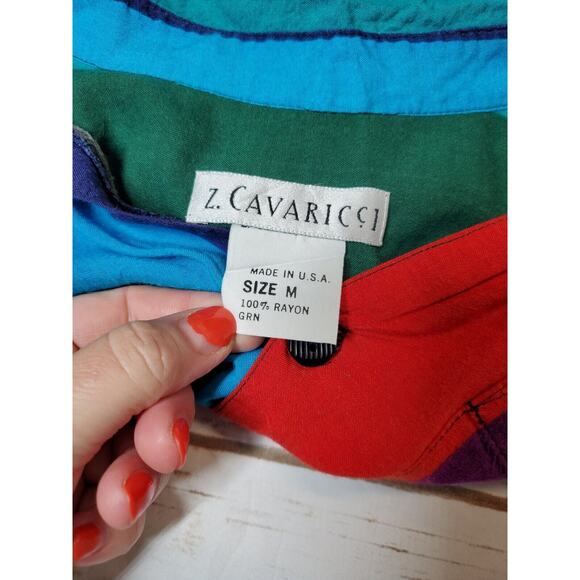 Z. CAVARICCI
MADE IN U.S.A.
SIZE M
100% RAYON
GRN